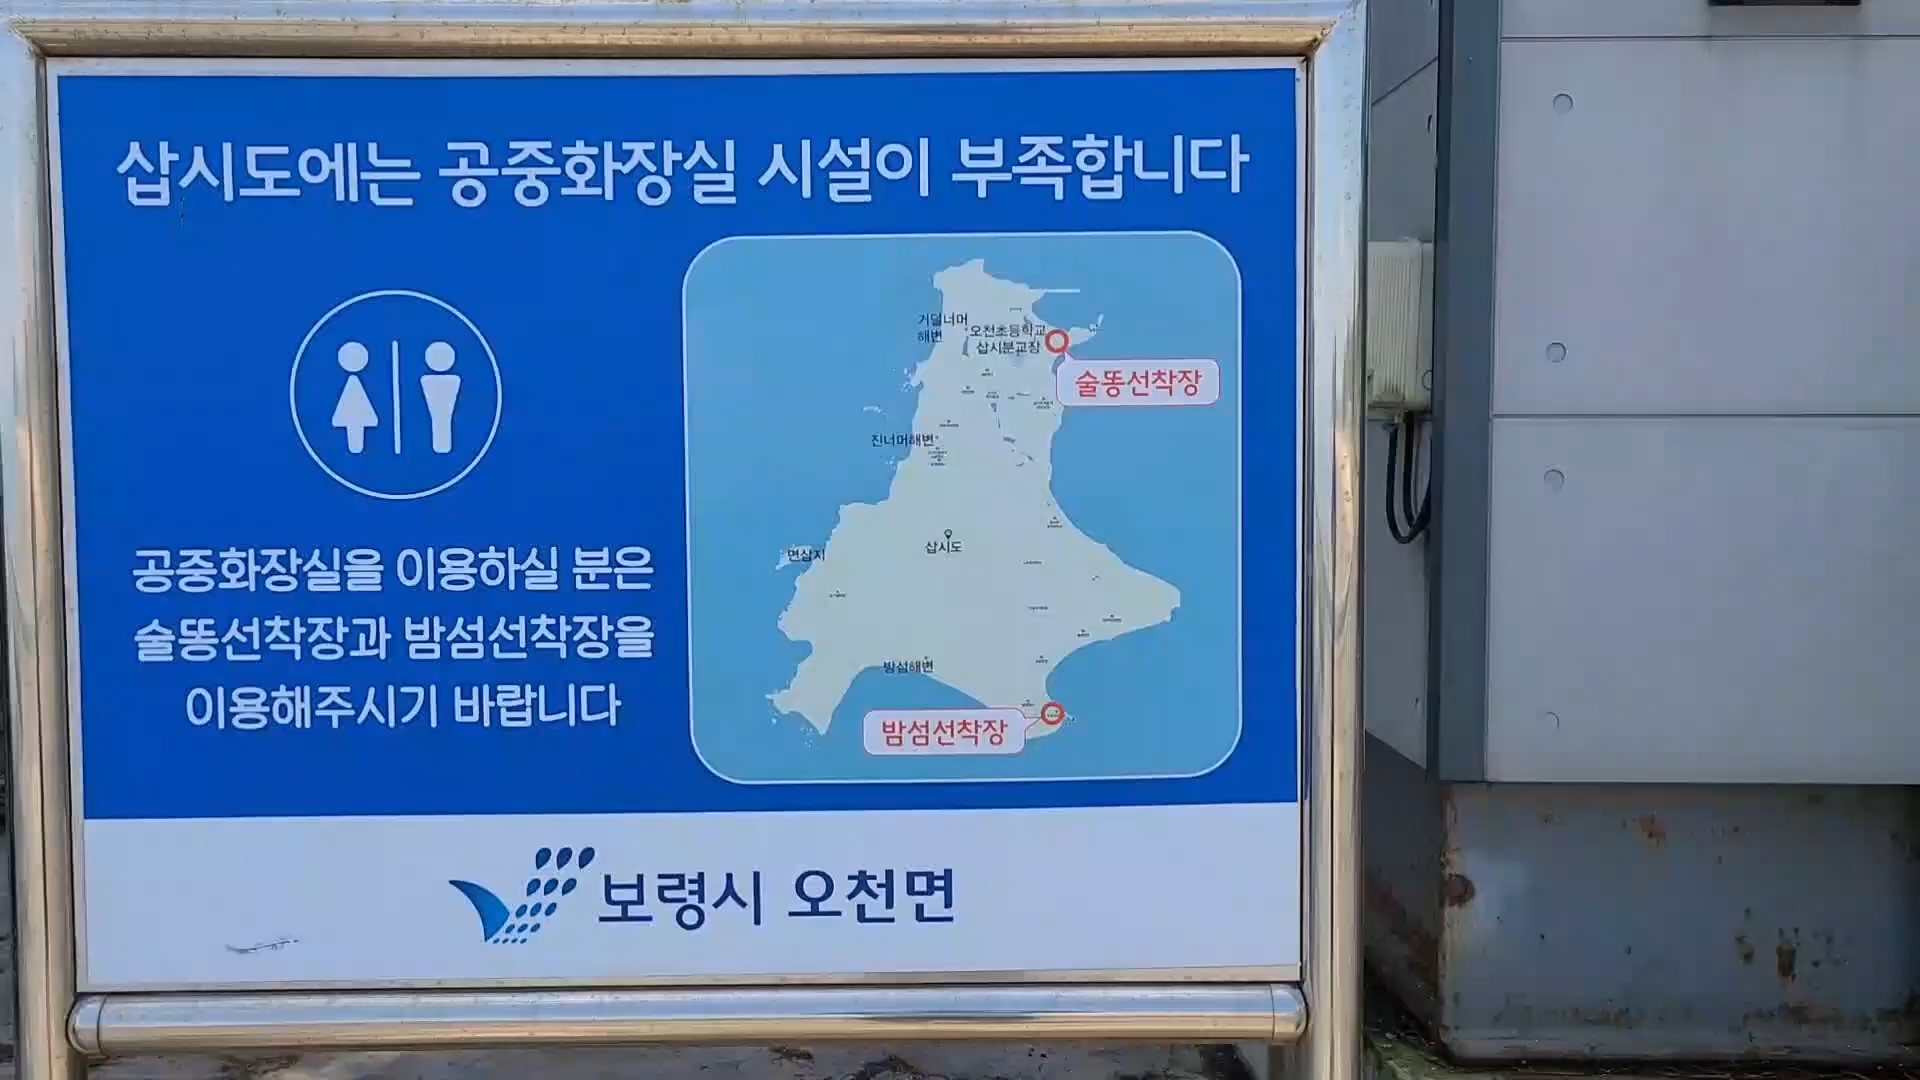 삽시도에는 공중화장실 시설이 부족합니다
거멀너머
해변
오천초등학교
삽시분교장
술똥선착장
진너머해변
면삽지
삽시도
밤섬해변
밤섬선착장
공중화장실을 이용하실 분은
술똥선착장과 밤섬선착장을
이용해주시기 바랍니다
보령시 오천면